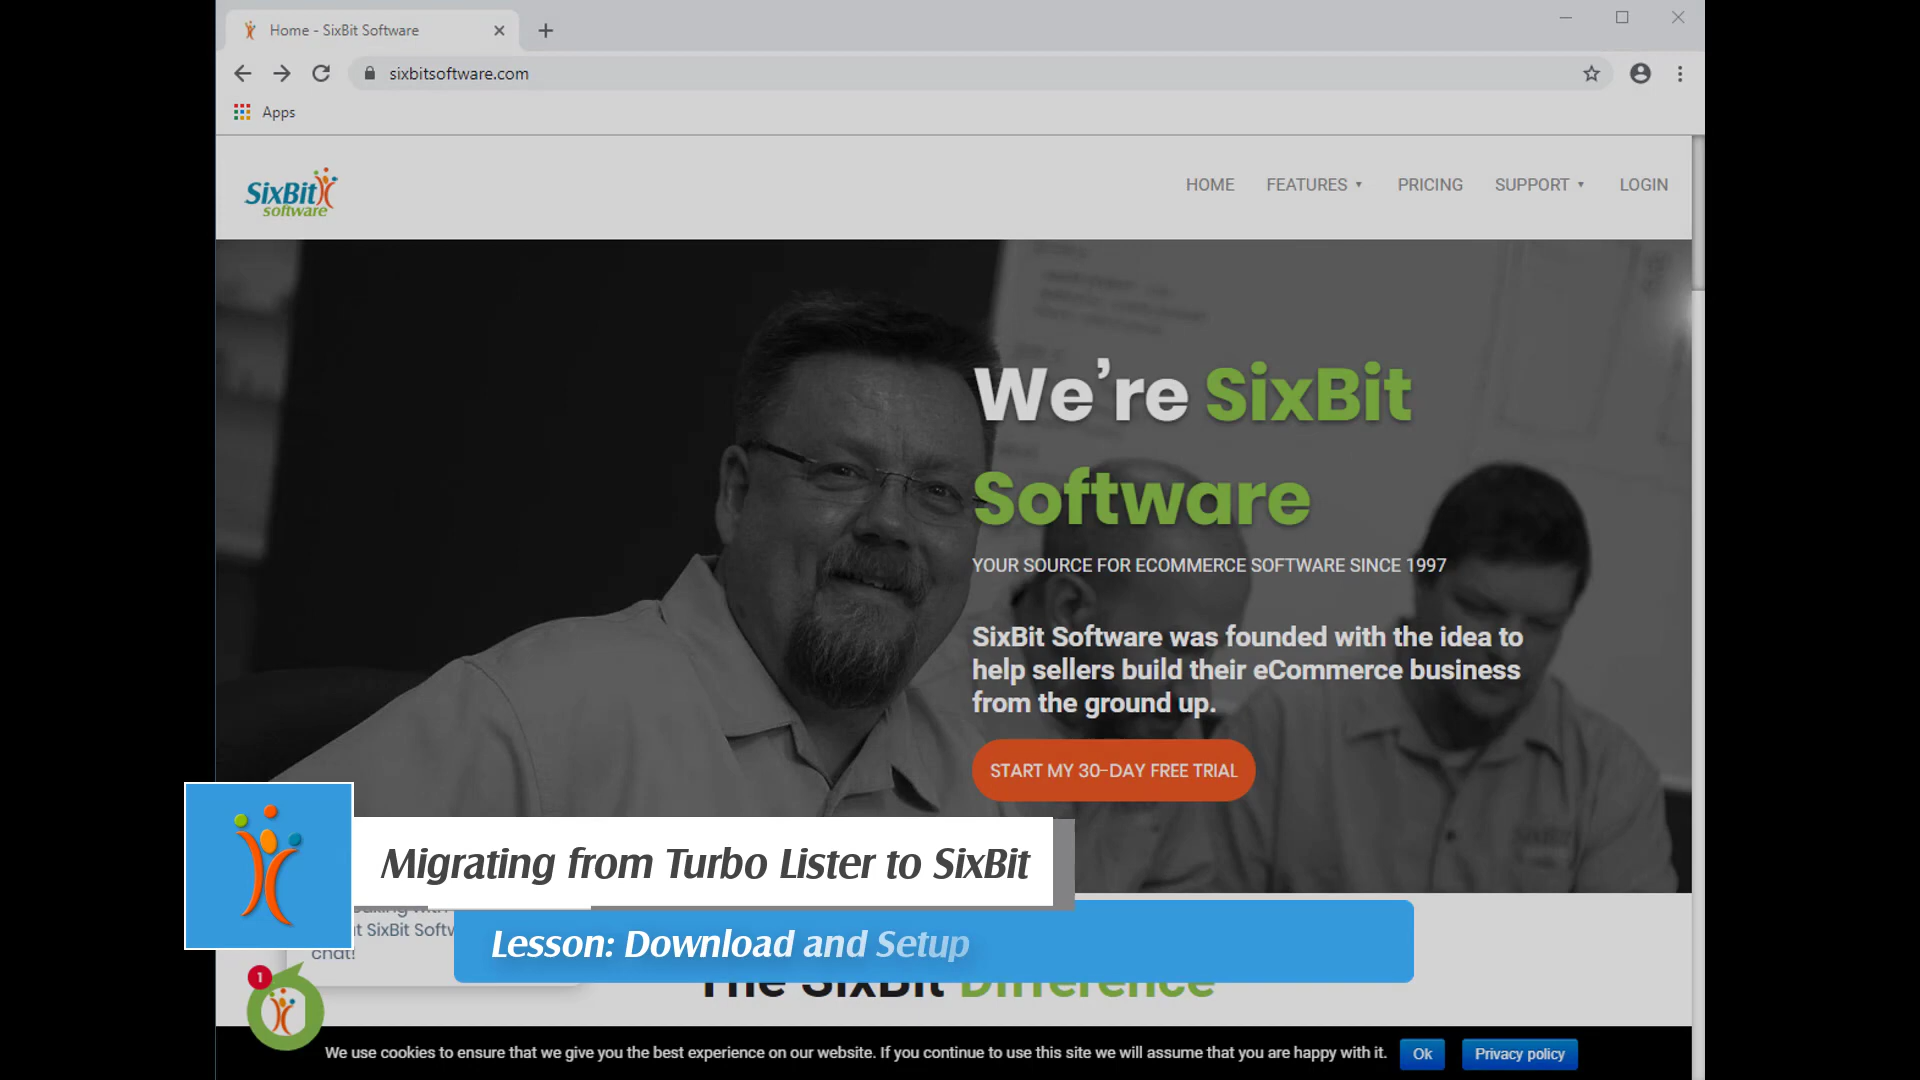 Home - SixBit Software
sixbitsoftware.com
Apps
SixBit
software
HOME FEATURES PRICING SUPPORT LOGIN
We're SixBit
Software
YOUR SOURCE FOR ECOMMERCE SOFTWARE SINCE 1997
SixBit Software was founded with the idea to
help sellers build their eCommerce business
from the ground up.
START MY 30-DAY FREE TRIAL
Migrating from Turbo Lister to SixBit
Lesson: Download and Setup
chat!
1
The SixBit Difference
We use cookies to ensure that we give you the best experience on our website. If you continue to use this site we will assume that you are happy with it.
Ok
Privacy policy